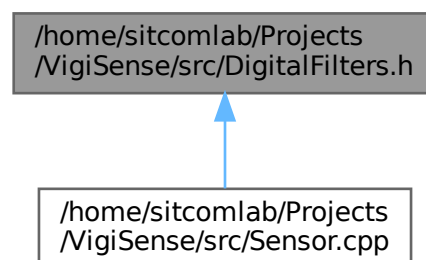 /home/sitcomlab/Projects
/VigiSense/src/DigitalFilters.h
/home/sitcomlab/Projects
/VigiSense/src/Sensor.cpp